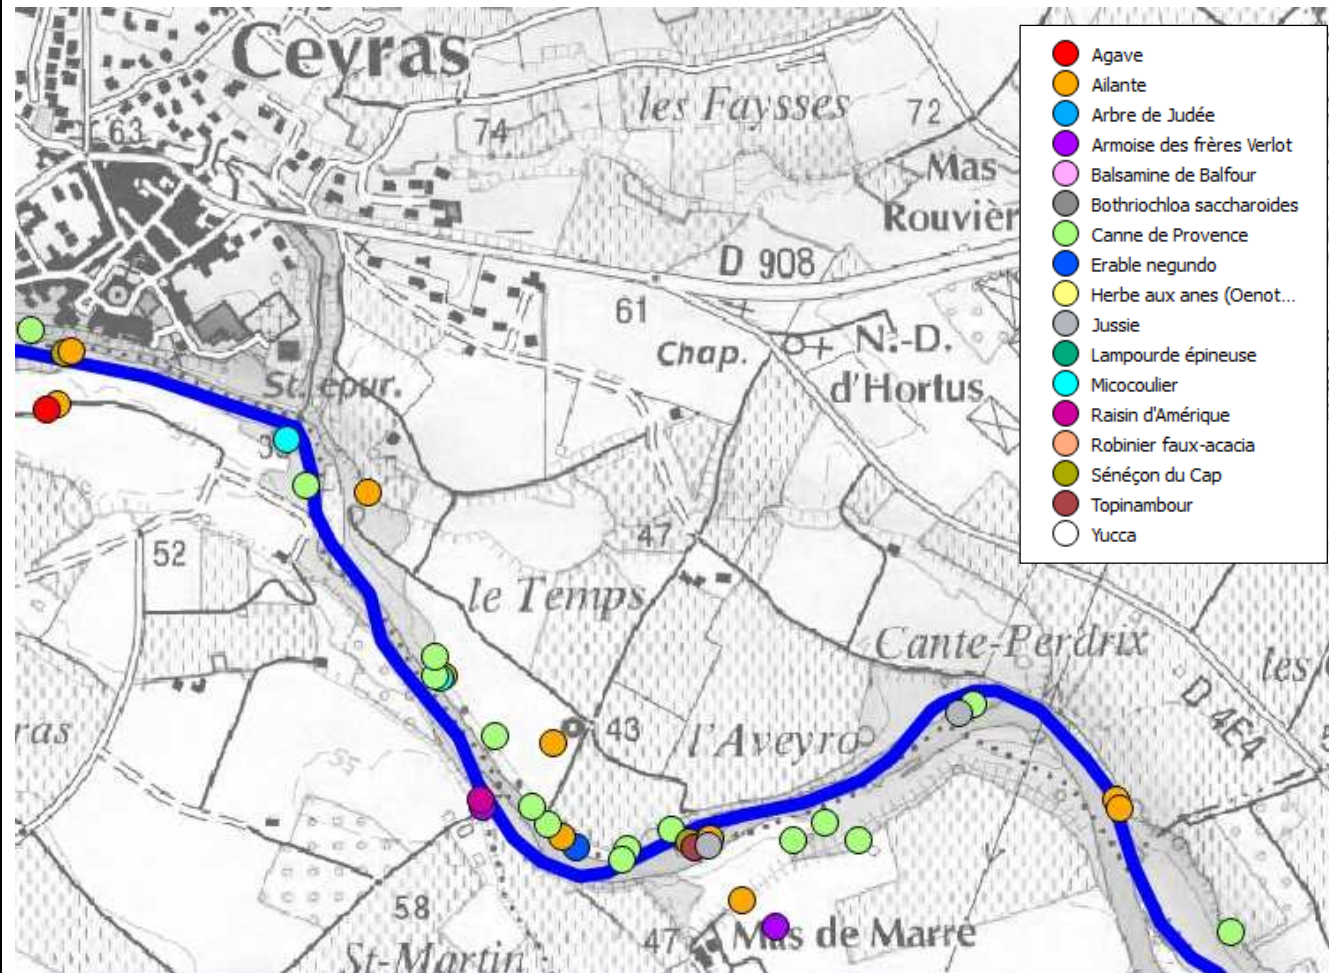 Ceyras
les Faysses
72
63
74
Mas
Rouvièr
D 908
61
Chap.
N.-D.
d'Hortus
St. épur.
52
47
le Temps
Cante-Perdrix
les
D 4E4
ras
43
l'Aveyro
55
58
St-Martin
47
Mas de Marre
Agave
Ailante
Arbre de Judée
Armoise des frères Verlot
Balsamine de Balfour
Bothriochloa saccharoides
Canne de Provence
Erable negundo
Herbe aux anes (Oenot...
Jussie
Lampourde épineuse
Micocoulier
Raisin d'Amérique
Robinier faux-acacia
Sénéçon du Cap
Topinambour
Yucca